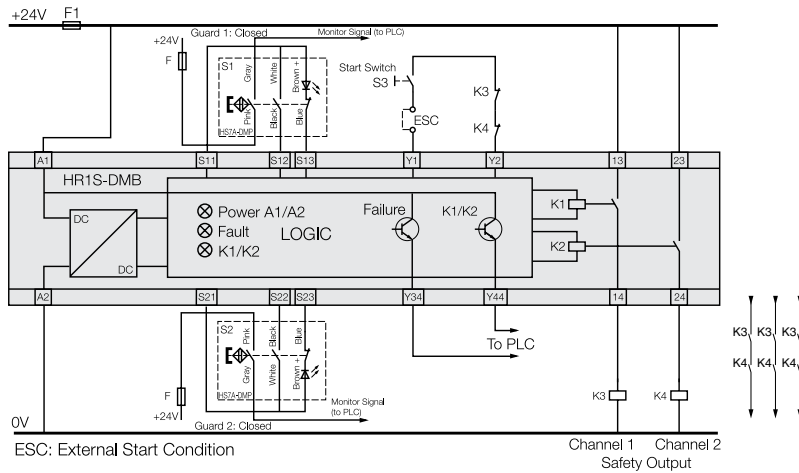 +24V F1
Guard 1: Closed
Monitor Signal (to PLC)
+24V
F
S1
Gray
White
Brown +
Pink
Black
Blue
HS7A-DMP
Start Switch
S3
ESC
K3
K4
A1 S11 S12 S13 Y1 Y2 13 23
HR1S-DMB
DC
DC
Power A1/A2
Fault
K1/K2
LOGIC
Failure
K1/K2
K1
K2
A2 S21 S22 S23 Y34 Y44 14 24
S2
Pink
Black
Blue
Gray
White
Brown +
HS7A-DMP
F
+24V
Guard 2: Closed
Monitor Signal
(to PLC)
To PLC
K3 K4
K3 K3 K3
K4 K4 K4
0V
ESC: External Start Condition
Channel 1 Channel 2
Safety Output